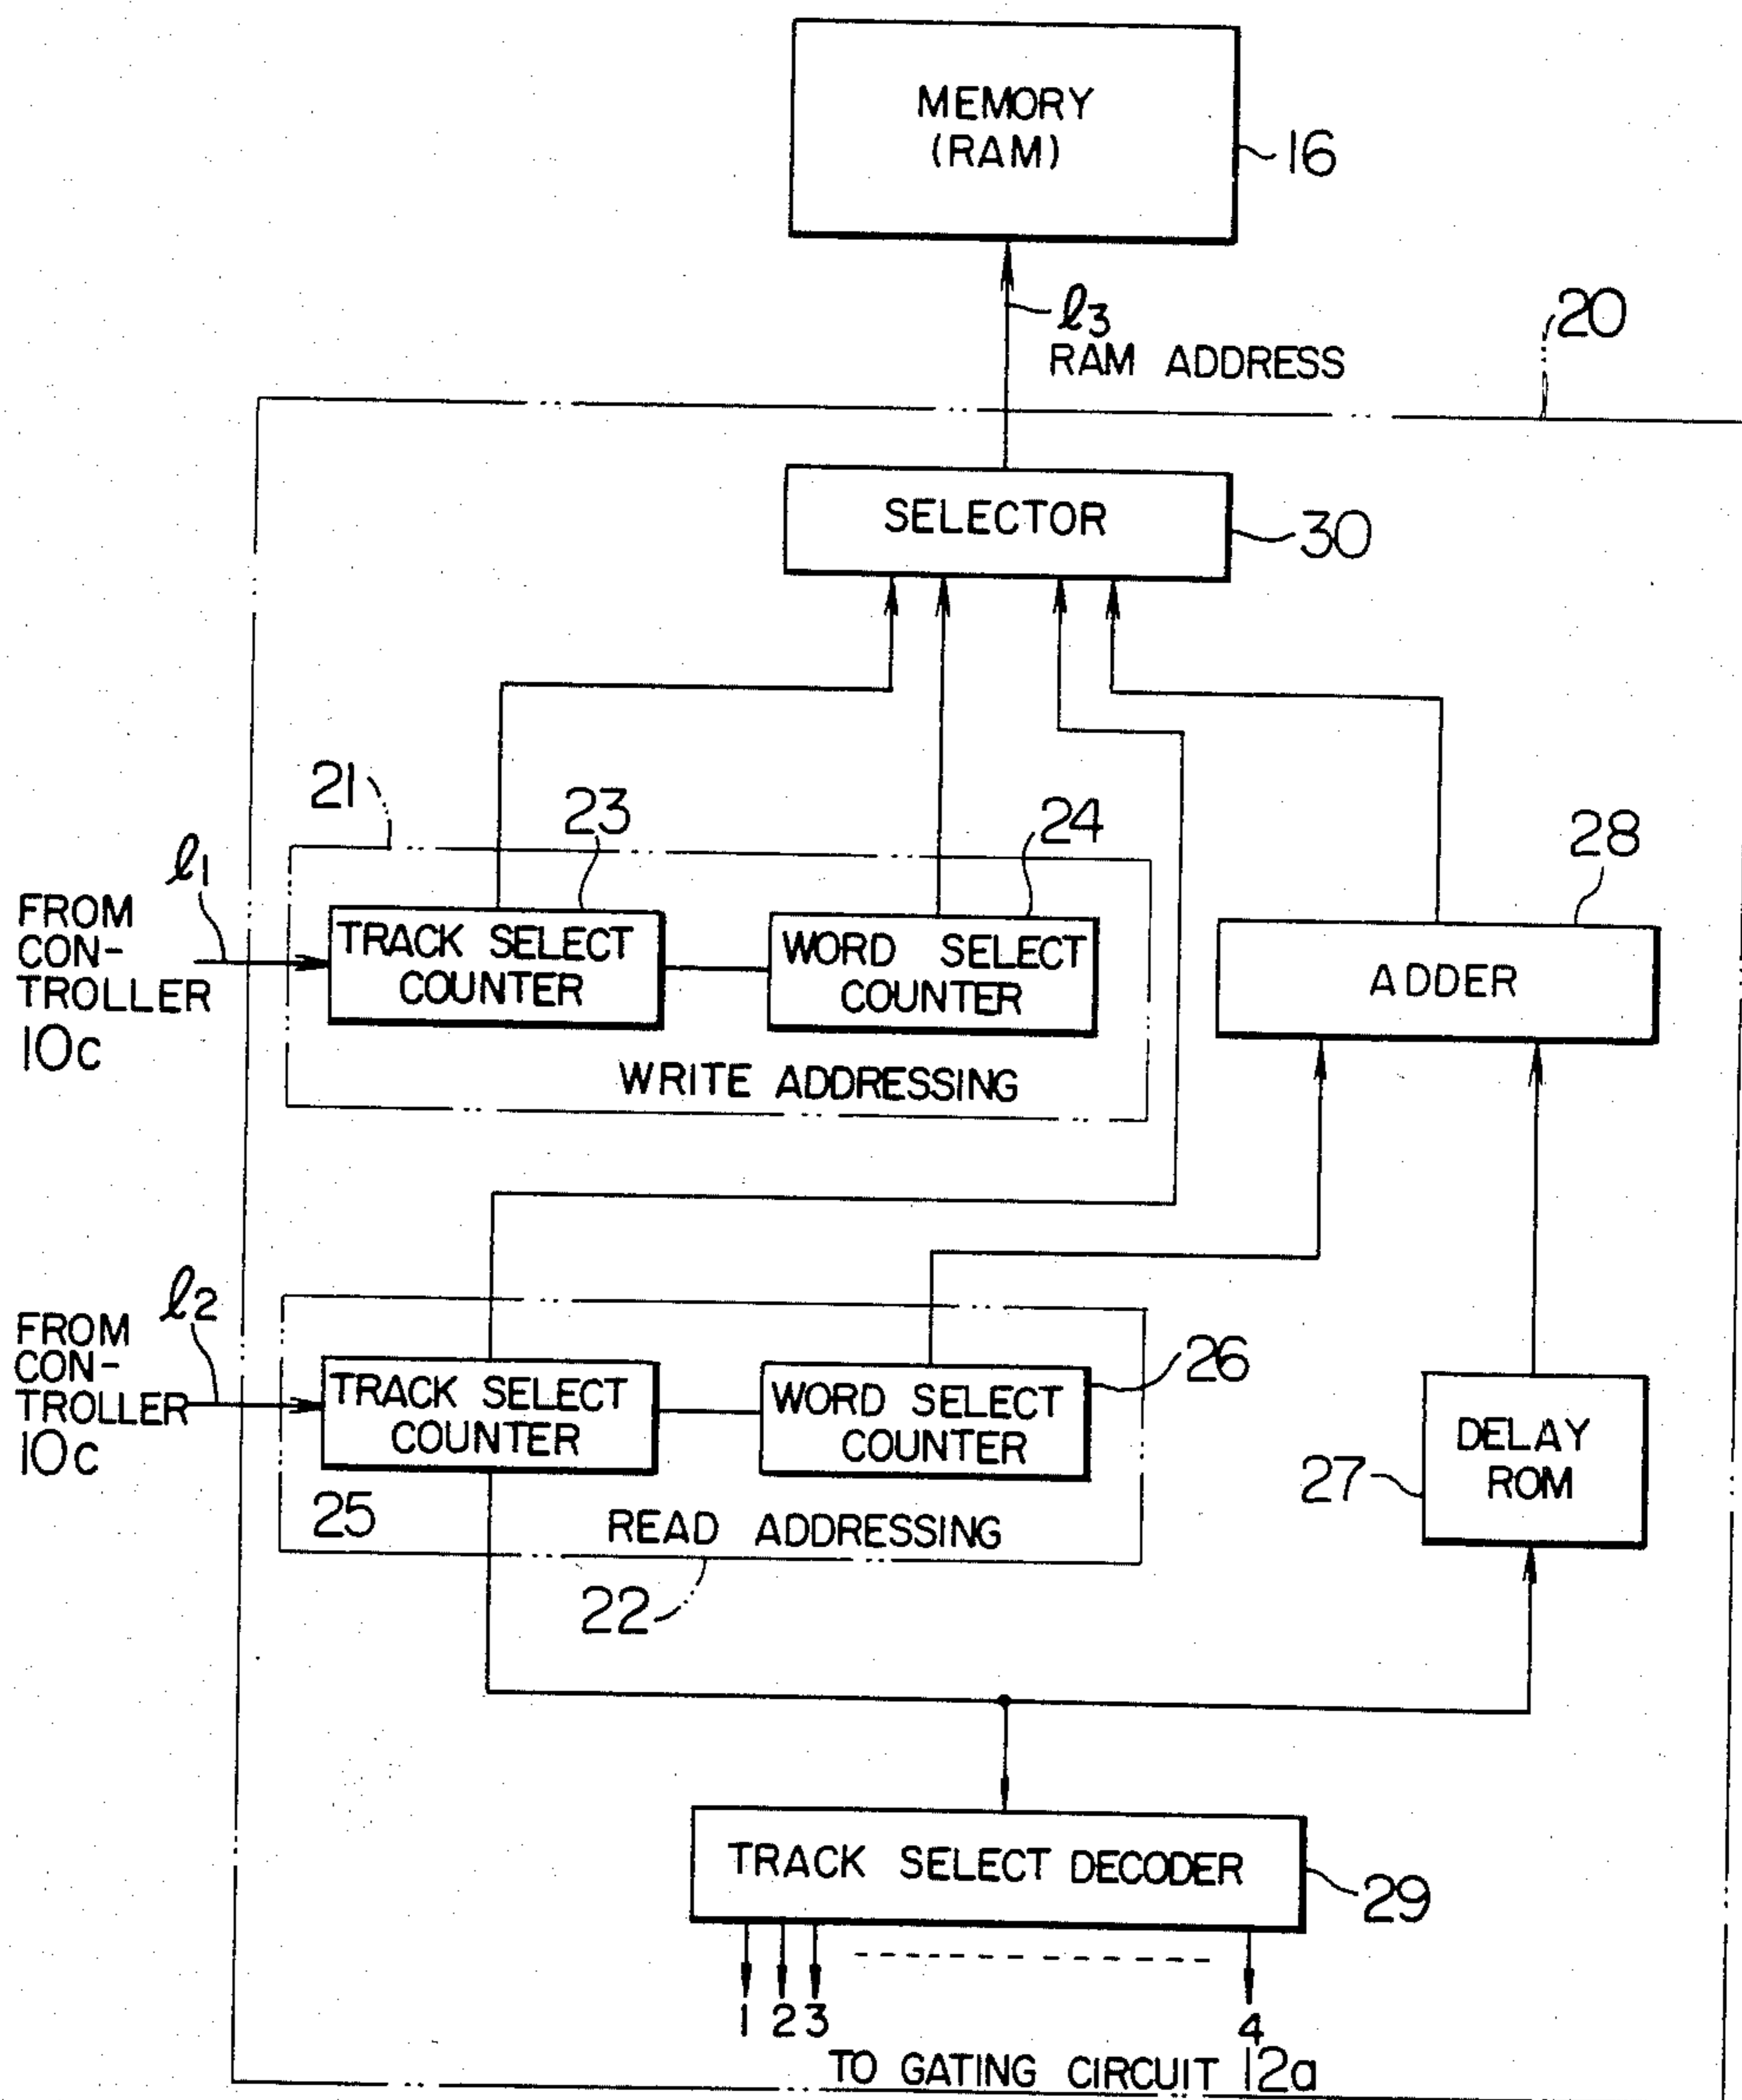 MEMORY
(RAM)
16
ℓ3
RAM ADDRESS
20
SELECTOR
30
21
23
24
28
ℓ1
FROM
CON-
TROLLER
10c
TRACK SELECT
COUNTER
WORD SELECT
COUNTER
ADDER
WRITE ADDRESSING
ℓ2
FROM
CON-
TROLLER
10c
TRACK SELECT
COUNTER
WORD SELECT
COUNTER
26
25
READ ADDRESSING
22
27
DELAY
ROM
TRACK SELECT DECODER
29
1 2 3 4
TO GATING CIRCUIT 12a